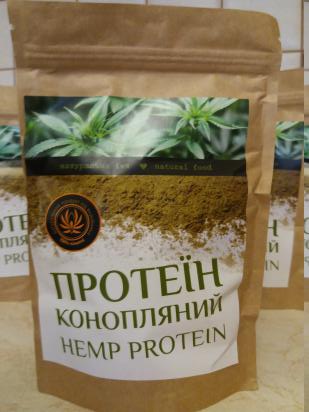 натуральна їжа ♥ natural food
ПРОТЕЇН
КОНОПЛЯНИЙ
HEMP PROTEIN